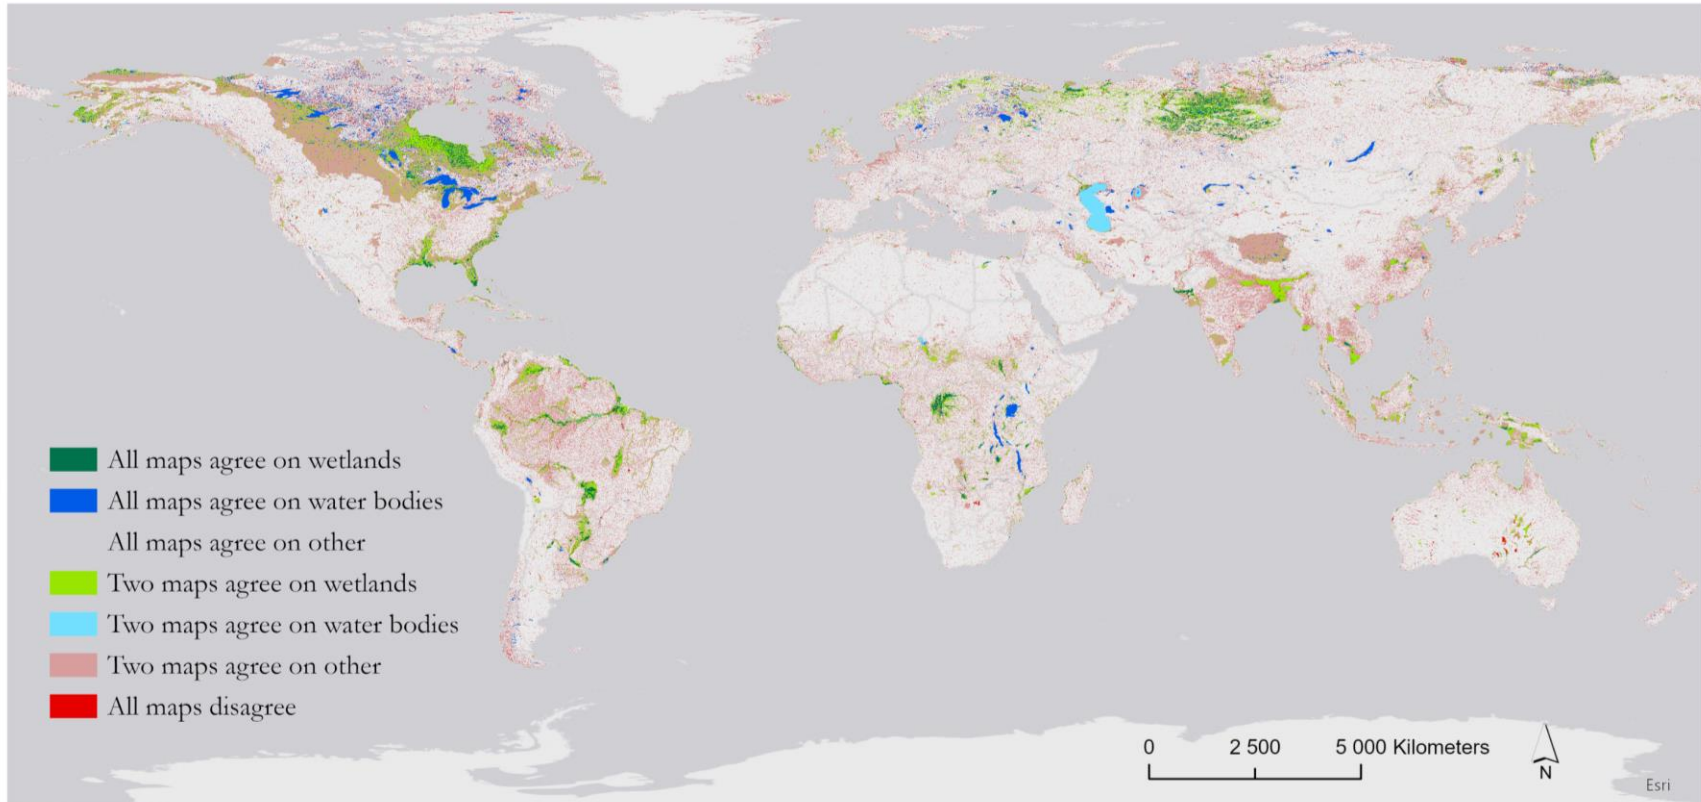 All maps agree on wetlands
All maps agree on water bodies
All maps agree on other
Two maps agree on wetlands
Two maps agree on water bodies
Two maps agree on other
All maps disagree
0 2 500 5 000 Kilometers
N
Esri